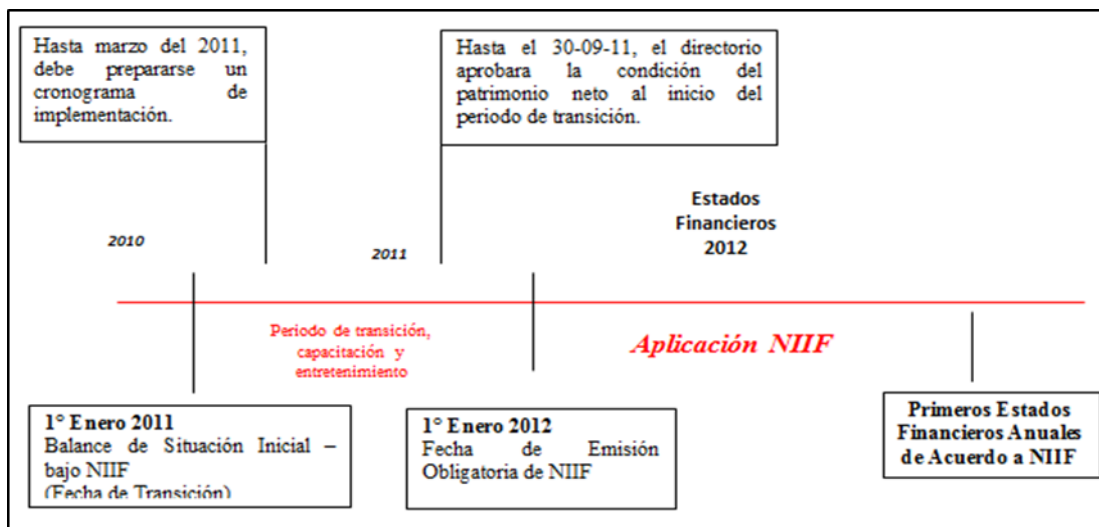 Hasta marzo del 2011,
debe prepararse un
cronograma de
implementación.
Hasta el 30-09-11, el directorio
aprobara la condición del
patrimonio neto al inicio del
periodo de transición.
Estados
Financieros
2012
2010
2011
Periodo de transición,
capacitación y
entretenimiento
Aplicación NIIF
1° Enero 2011
Balance de Situación Inicial –
bajo NIIF
(Fecha de Transición)
1° Enero 2012
Fecha de Emisión
Obligatoria de NIIF
Primeros Estados
Financieros Anuales
de Acuerdo a NIIF